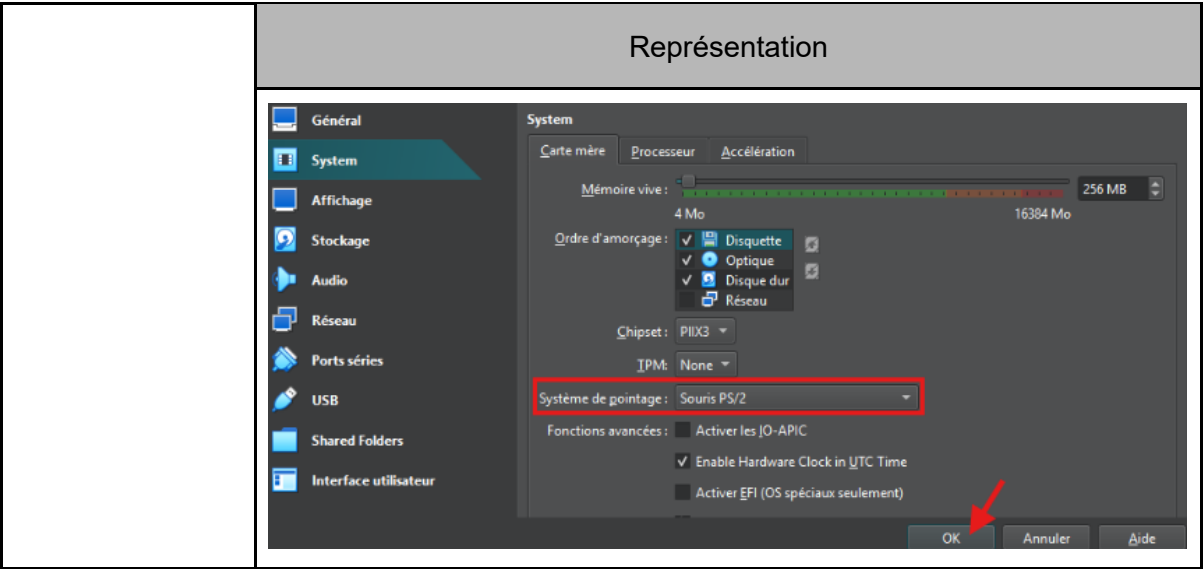 Représentation
Général
System
Affichage
Stockage
Audio
Réseau
Ports séries
USB
Shared Folders
Interface utilisateur
System
Carte mère Processeur Accélération
Mémoire vive : 256 MB
4 Mo 16384 Mo
Ordre d'amorçage : Disquette
Optique
Disque dur
Réseau
Chipset : PIIX3
TPM: None
Système de pointage : Souris PS/2
Fonctions avancées : Activer les IO-APIC
Enable Hardware Clock in UTC Time
Activer EFI (OS spéciaux seulement)
OK Annuler Aide